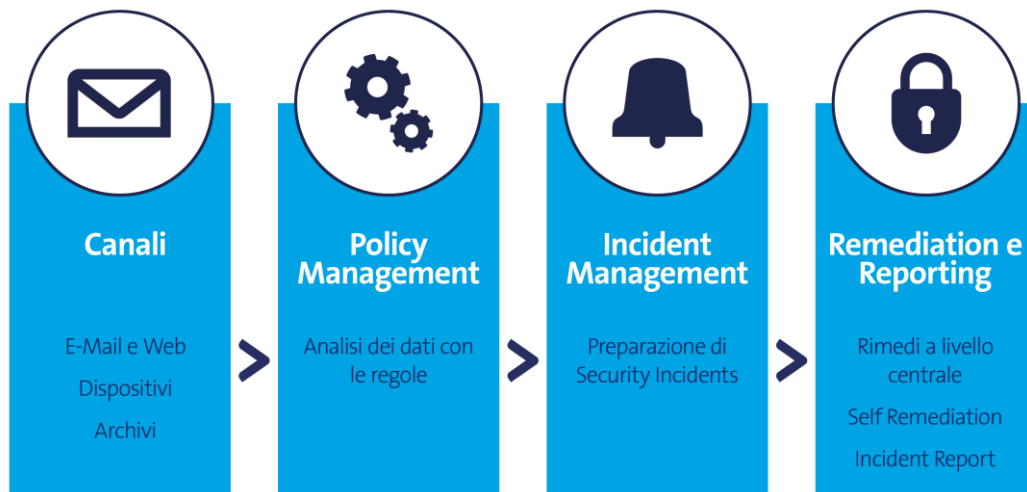 Canali
E-Mail e Web
Dispositivi
Archivi
>
Policy
Management
Analisi dei dati con
le regole
>
Incident
Management
Preparazione di
Security Incidents
>
Remediation e
Reporting
Rimedi a livello
centrale
Self Remediation
Incident Report